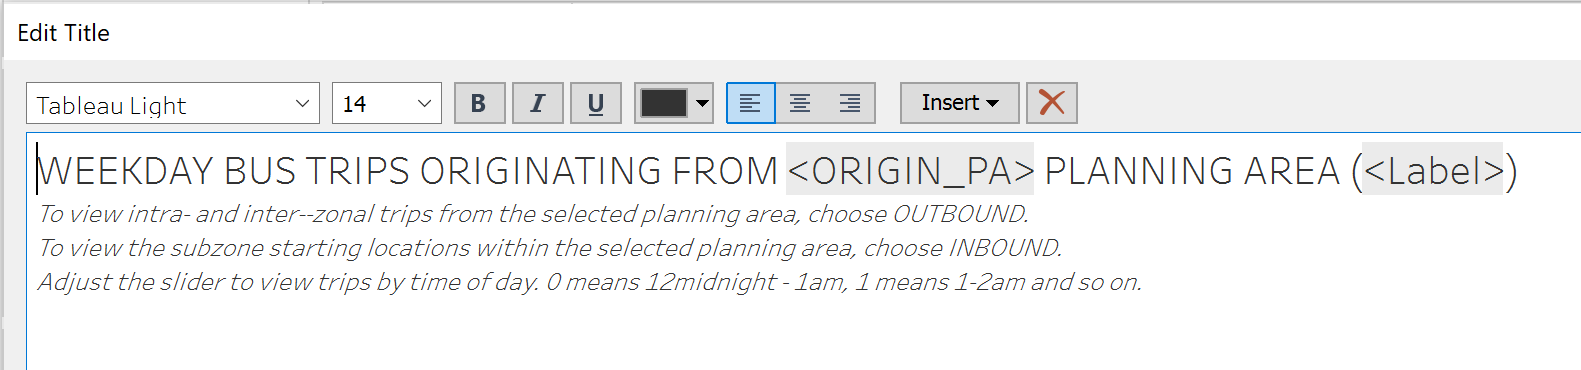 Edit Title
Tableau Light 14 B I U Insert
WEEKDAY BUS TRIPS ORIGINATING FROM <ORIGIN_PA> PLANNING AREA (<Label>)
To view intra- and inter--zonal trips from the selected planning area, choose OUTBOUND.
To view the subzone starting locations within the selected planning area, choose INBOUND.
Adjust the slider to view trips by time of day. 0 means 12midnight - 1am, 1 means 1-2am and so on.